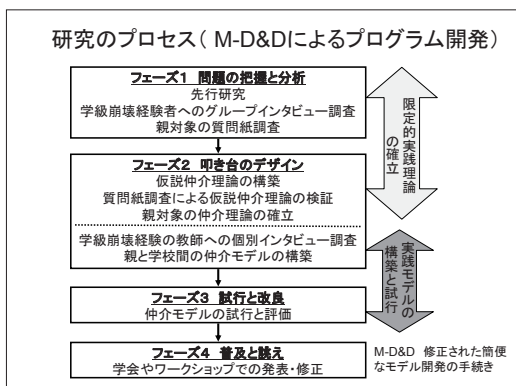 研究のプロセス( M-D&Dによるプログラム開発)
フェーズ1 問題の把握と分析
先行研究
学級崩壊経験者へのグループインタビュー調査
親対象の質問紙調査
フェーズ2 叩き台のデザイン
仮説仲介理論の構築
質問紙調査による仮説仲介理論の検証
親対象の仲介理論の確立
学級崩壊経験の教師への個別インタビュー調査
親と学校間の仲介モデルの構築
フェーズ3 試行と改良
仲介モデルの試行と評価
フェーズ4 普及と誂え
学会やワークショップでの発表・修正
限定的実践理論
の確立
実践モデルの
構築と試行
M-D&D 修正された簡便
なモデル開発の手続き